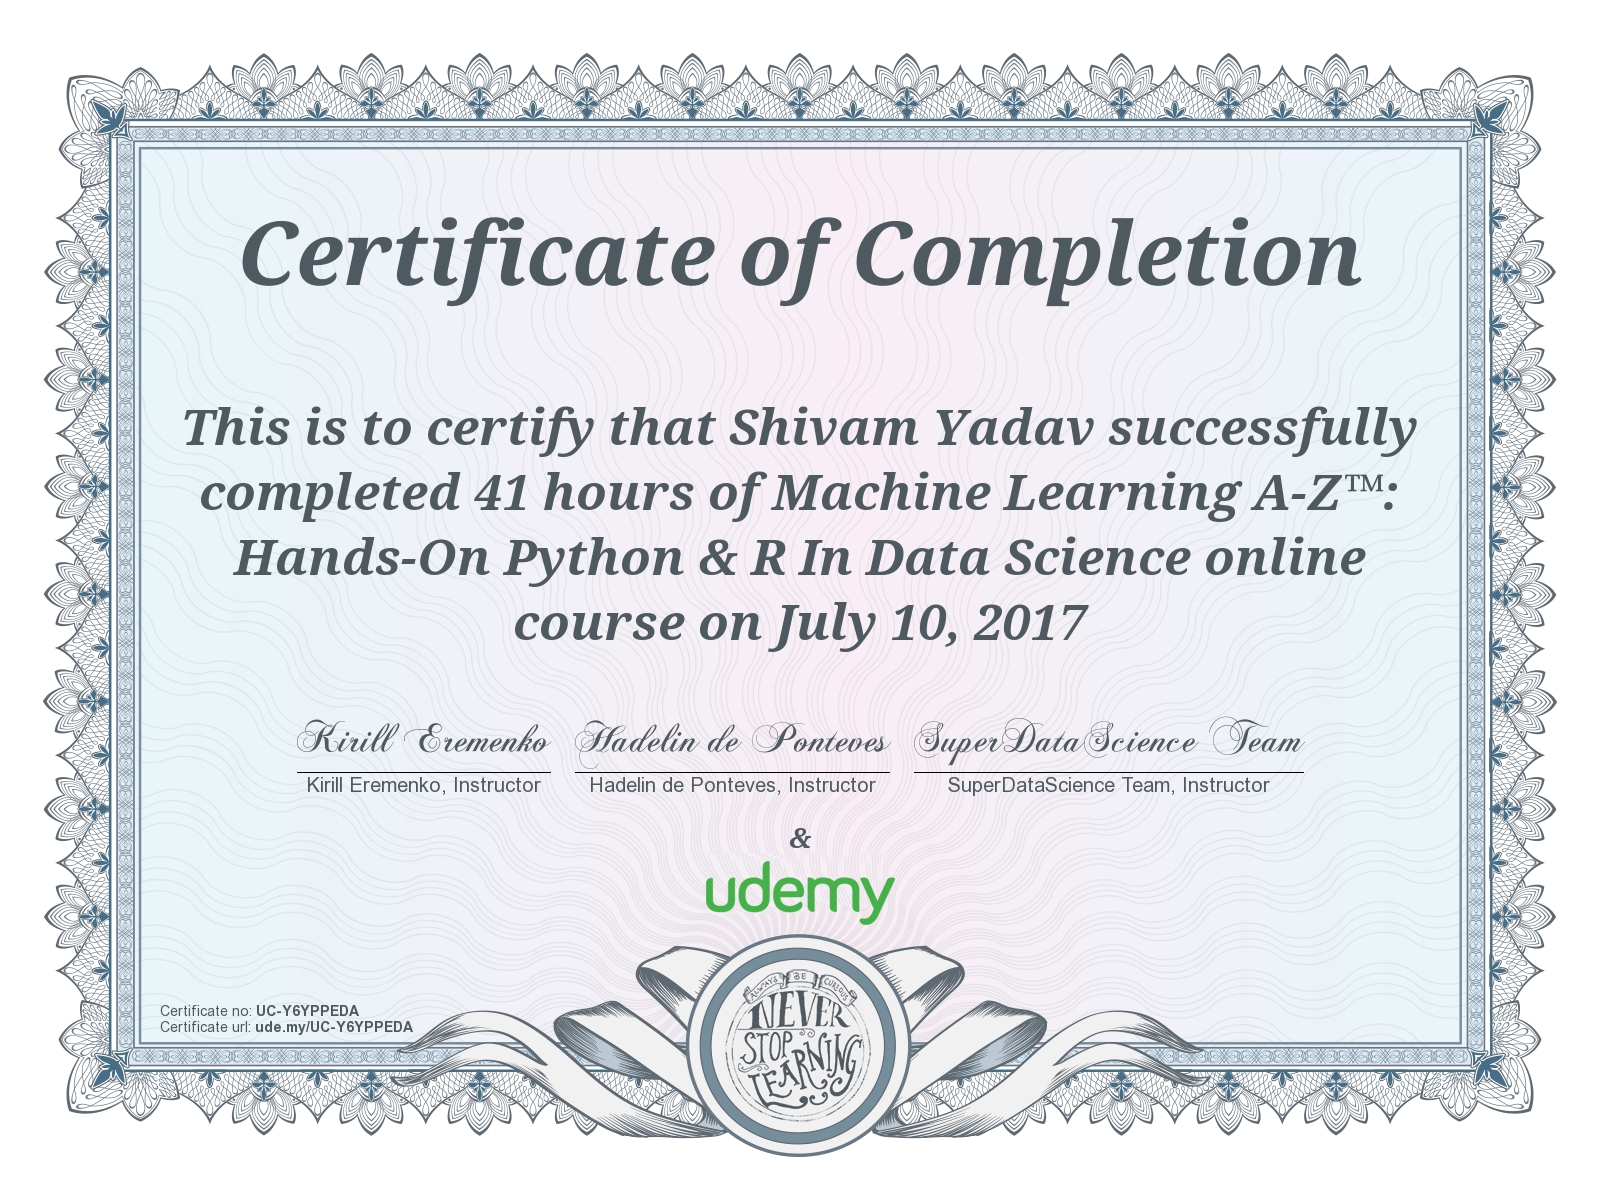 Certificate of Completion
This is to certify that Shivam Yadav successfully
completed 41 hours of Machine Learning A-Z™:
Hands-On Python & R In Data Science online
course on July 10, 2017
Kirill Eremenko Hadelin de Ponteves SuperDataScience Team
Kirill Eremenko, Instructor Hadelin de Ponteves, Instructor SuperDataScience Team, Instructor
&
udemy
Certificate no: UC-Y6YPPEDA
Certificate url: ude.my/UC-Y6YPPEDA
ALWAYS BE CURIOUS
NEVER
STOP
LEARNING